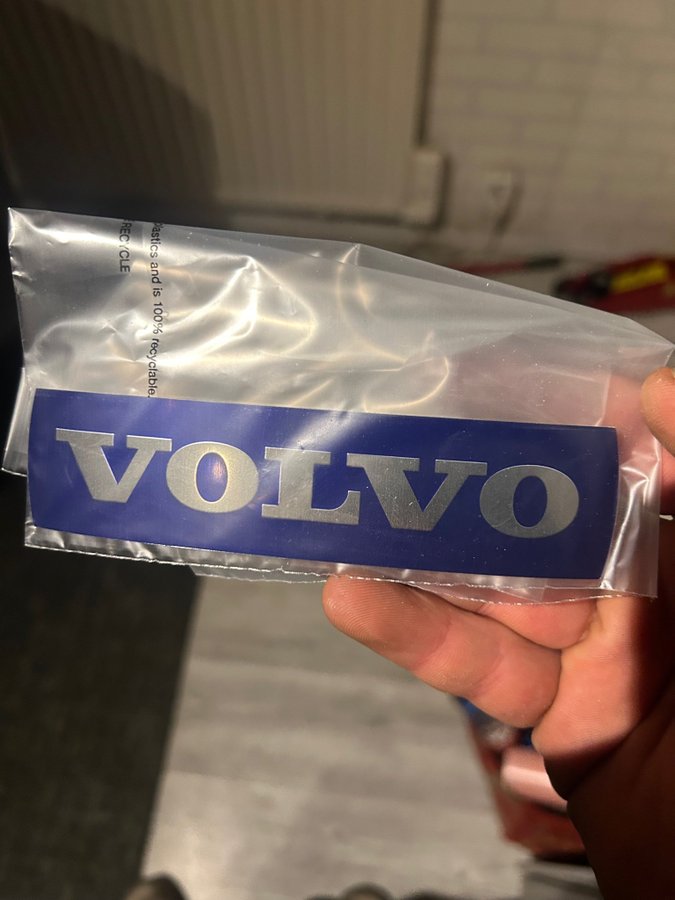 plastics and is 100% recyclable.
RECYCLE
VOLVO